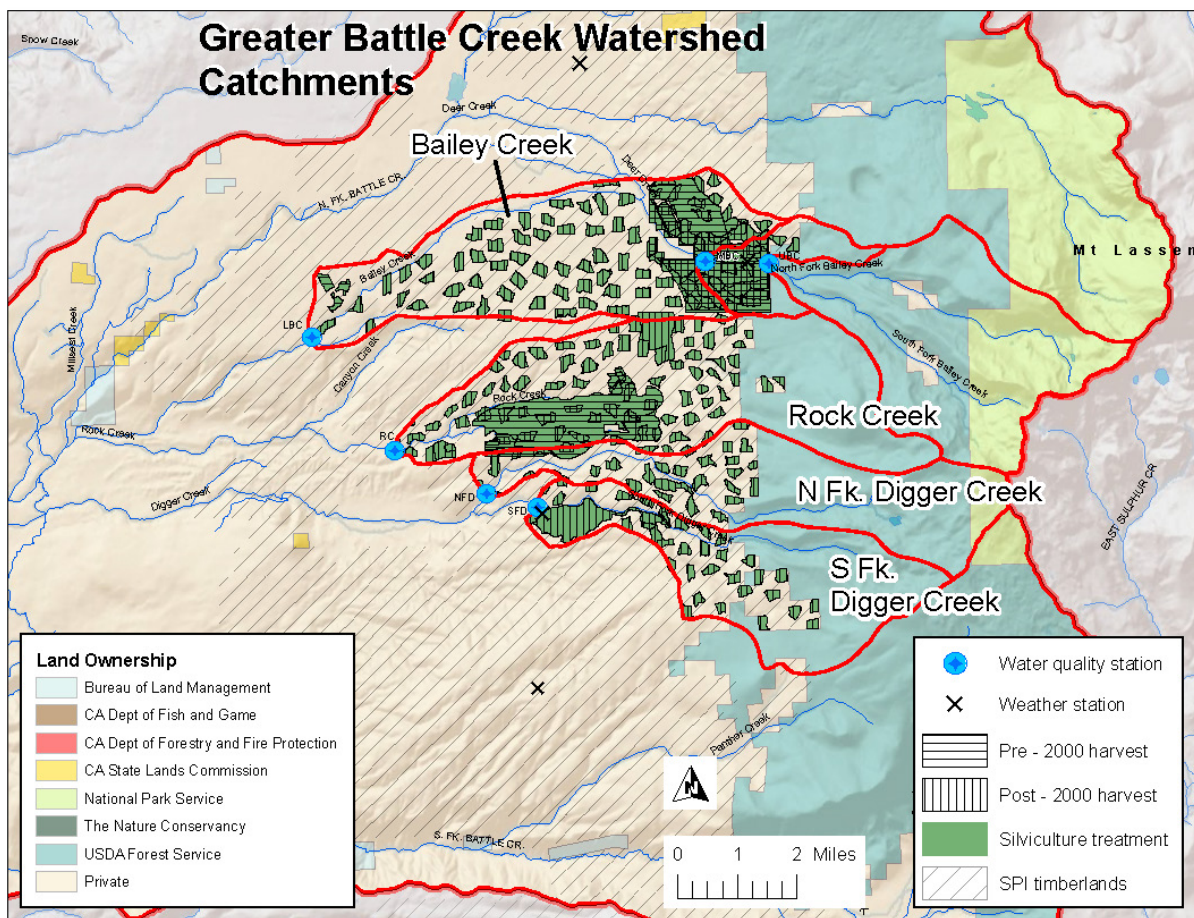 Greater Battle Creek Watershed
Catchments
Snow Creek
Deer Creek
Bailey Creek
Deer Creek
N. FK. BATTLE CR.
Mt Lassen
MBC
UBC
North Fork Bailey Creek
Bailey Creek
Millseat Creek
LBC
Canyon Creek
South Fork Bailey Creek
Rock Creek
Rock Creek
Rock Creek
RC
N Fk. Digger Creek
NFD
Digger Creek
SFD
EAST SULPHUR CR
S Fk.
Digger Creek
Panther Creek
S. FK. BATTLE CR.
N
0 1 2 Miles
Land Ownership
Bureau of Land Management
CA Dept of Fish and Game
CA Dept of Forestry and Fire Protection
CA State Lands Commission
National Park Service
The Nature Conservancy
USDA Forest Service
Private
Water quality station
Weather station
Pre - 2000 harvest
Post - 2000 harvest
Silviculture treatment
SPI timberlands